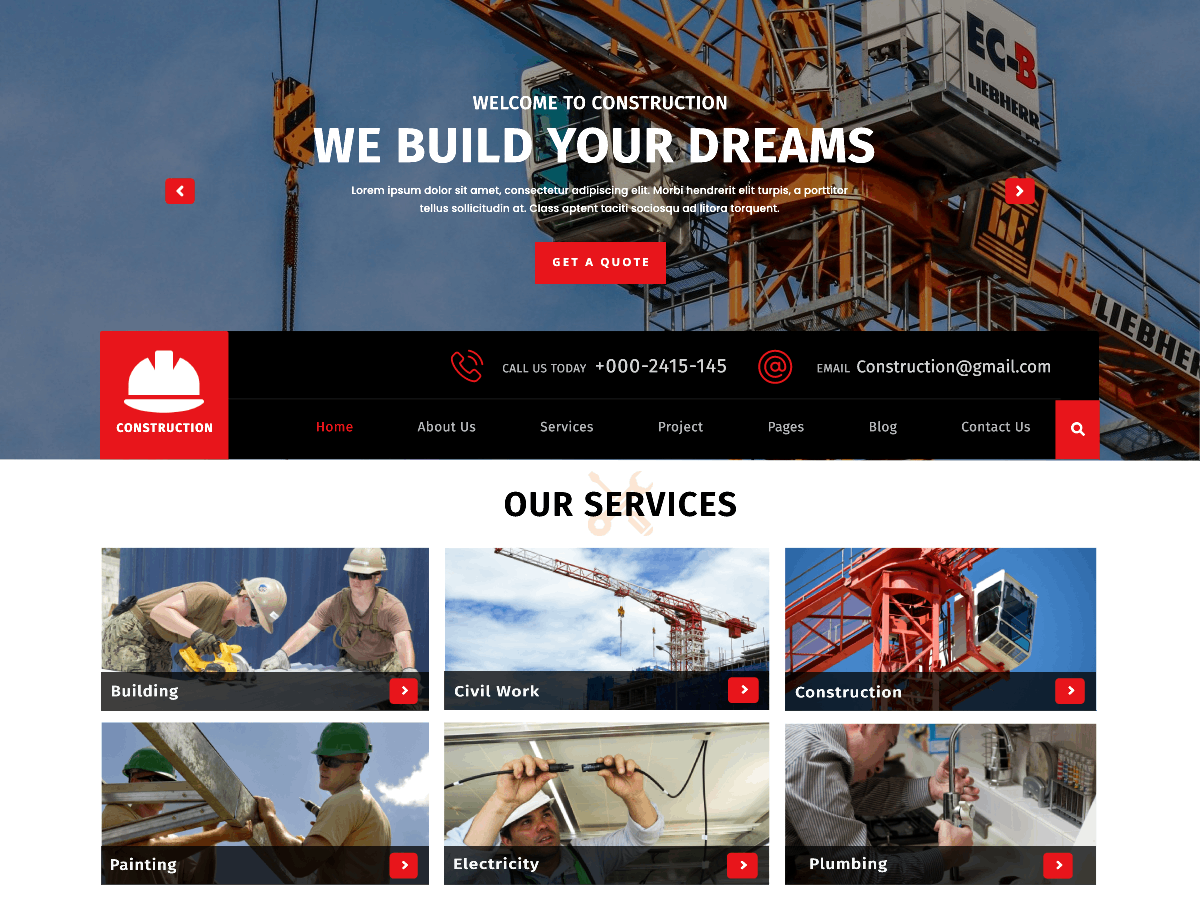 EC-B
LIEBHERR
WELCOME TO CONSTRUCTION
WE BUILD YOUR DREAMS
Lorem ipsum dolor sit amet, consectetur adipiscing elit. Morbi hendrerit elit turpis, a porttitor
tellus sollicitudin at. Class aptent taciti sociosqu ad litora torquent.
GET A QUOTE
LIEBHERR
CONSTRUCTION
CALL US TODAY +000-2415-145 EMAIL Construction@gmail.com
Home About Us Services Project Pages Blog Contact Us
OUR SERVICES
Building Civil Work Construction
Painting Electricity Plumbing